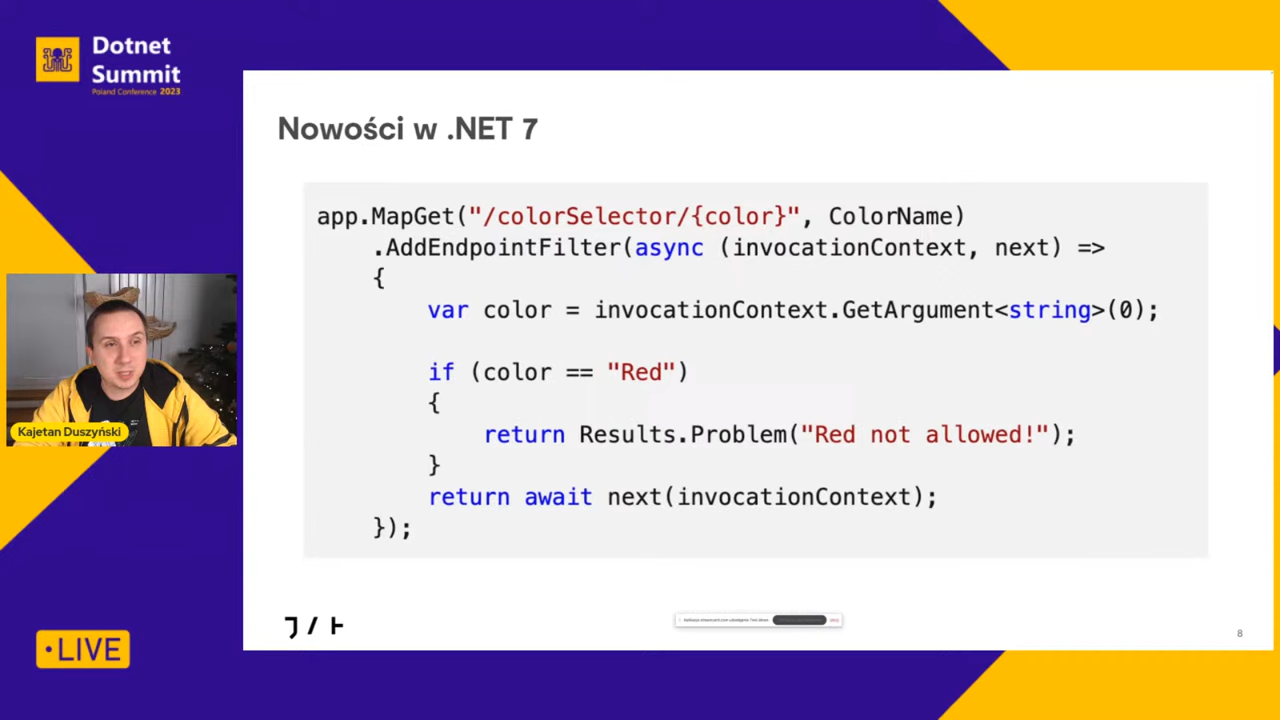 Dotnet
Summit
Poland Conference 2023
Nowości w .NET 7
app.MapGet("/colorSelector/{color}", ColorName)
    .AddEndpointFilter(async (invocationContext, next) =>
    {
        var color = invocationContext.GetArgument<string>(0);
        if (color == "Red")
        {
            return Results.Problem("Red not allowed!");
        }
        return await next(invocationContext);
    });
Kajetan Duszyński
• LIVE
8